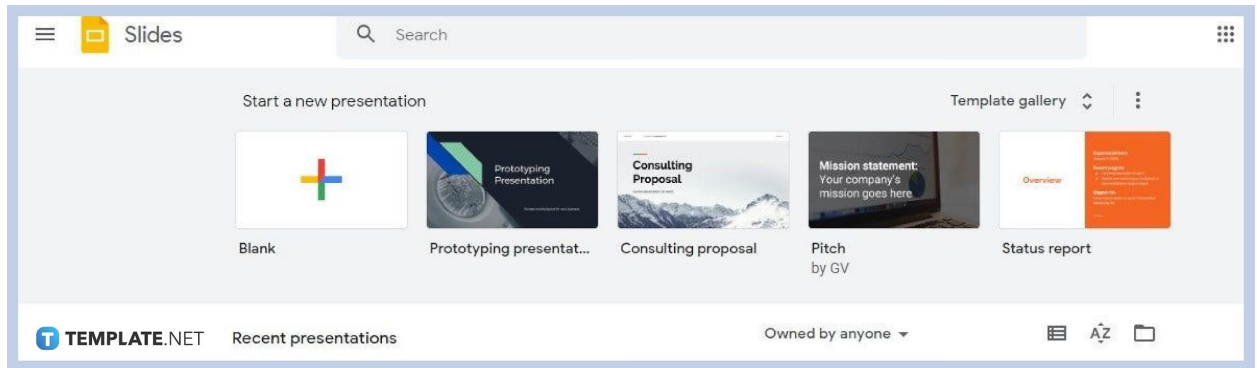 Slides
Search
Start a new presentation
Template gallery
Prototyping
Presentation
Consulting
Proposal
Mission statement:
Your company's
mission goes here
Overview
Blank
Prototyping presentat...
Consulting proposal
Pitch
by GV
Status report
TEMPLATE.NET
Recent presentations
Owned by anyone
AZ